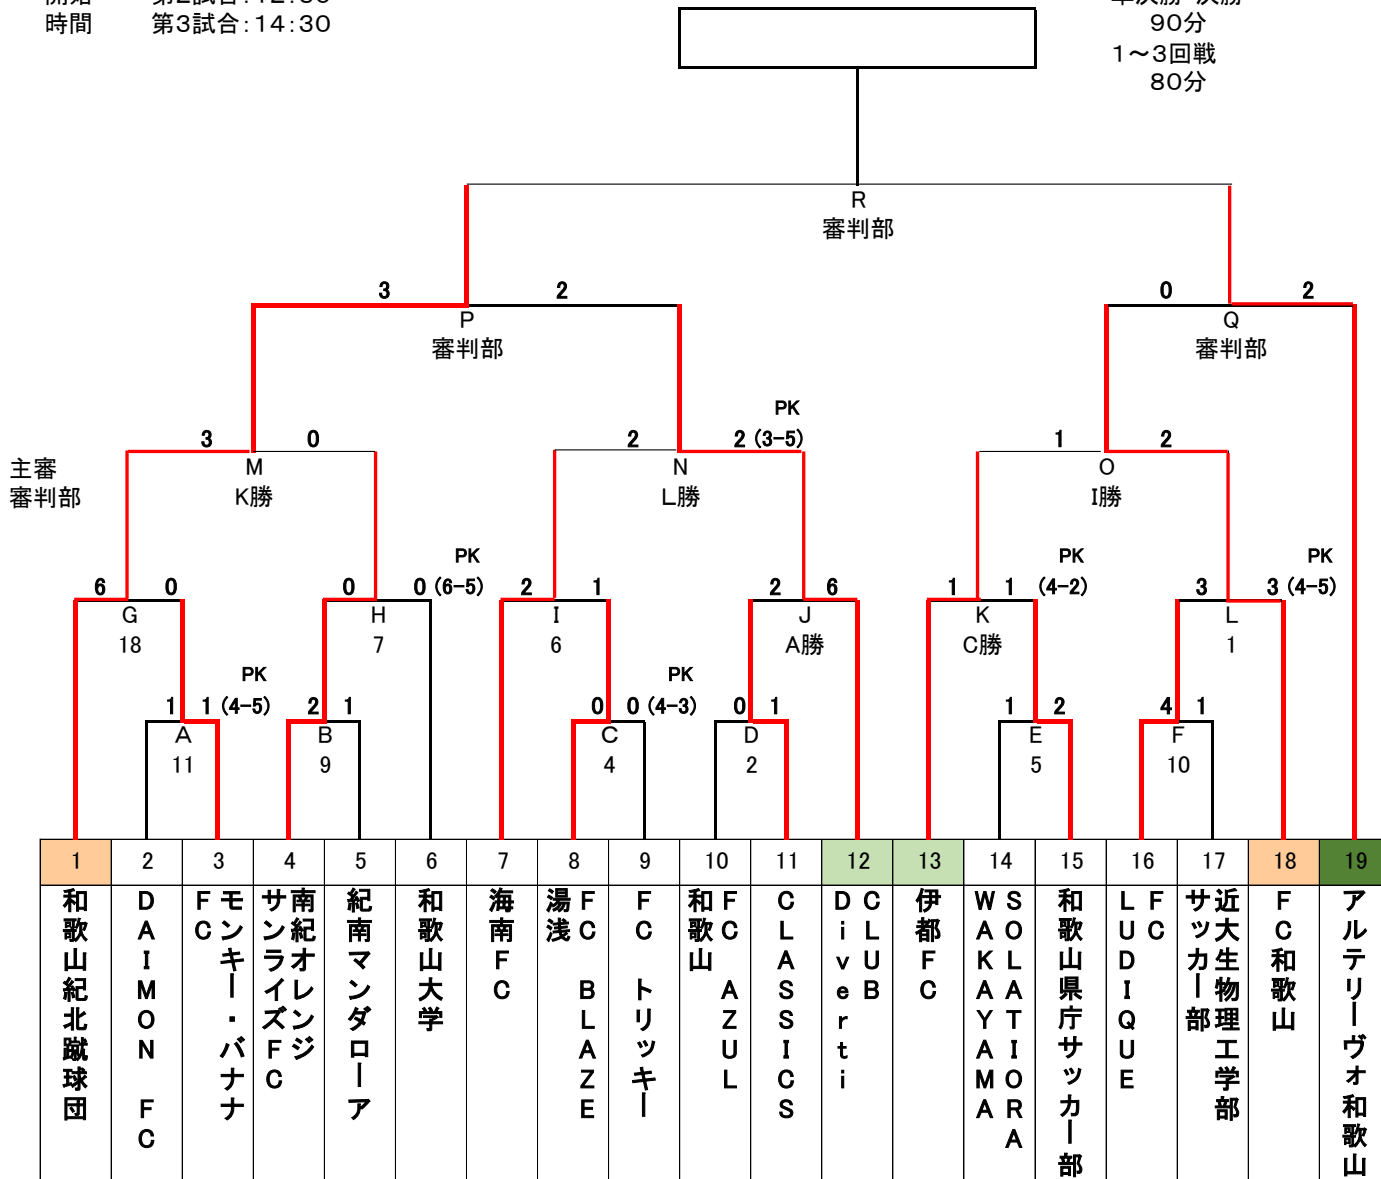 時間 第3試合:14:30
90分
1～3回戦
80分
R
審判部
3 2
P
審判部
0 2
Q
審判部
主審
審判部
3 0
M
K勝
PK
2 2 (3-5)
N
L勝
1 2
O
I勝
6 0
G
18
PK
0 0 (6-5)
H
7
2 1
I
6
2 6
J
A勝
PK
1 1 (4-2)
K
C勝
PK
3 3 (4-5)
L
1
PK
1 1 (4-5)
A
11
2 1
B
9
PK
0 0 (4-3)
C
4
0 1
D
2
1 2
E
5
4 1
F
10
1 2 3 4 5 6 7 8 9 10 11 12 13 14 15 16 17 18 19
和歌山紀北蹴球団
DAIMON FC
モンキー・バナナ
FC
南紀オレンジ
サンライズFC
紀南マンダローア
和歌山大学
海南FC
FC BLAZE
湯浅
FC トリッキー
FC AZUL
和歌山
CLASSICS
CLUB
Diverti
伊都FC
SOLATIORA
WAKAYAMA
和歌山県庁サッカー部
FC
LUDIQUE
近大生物理工学部
サッカー部
FC和歌山
アルテリーヴォ和歌山